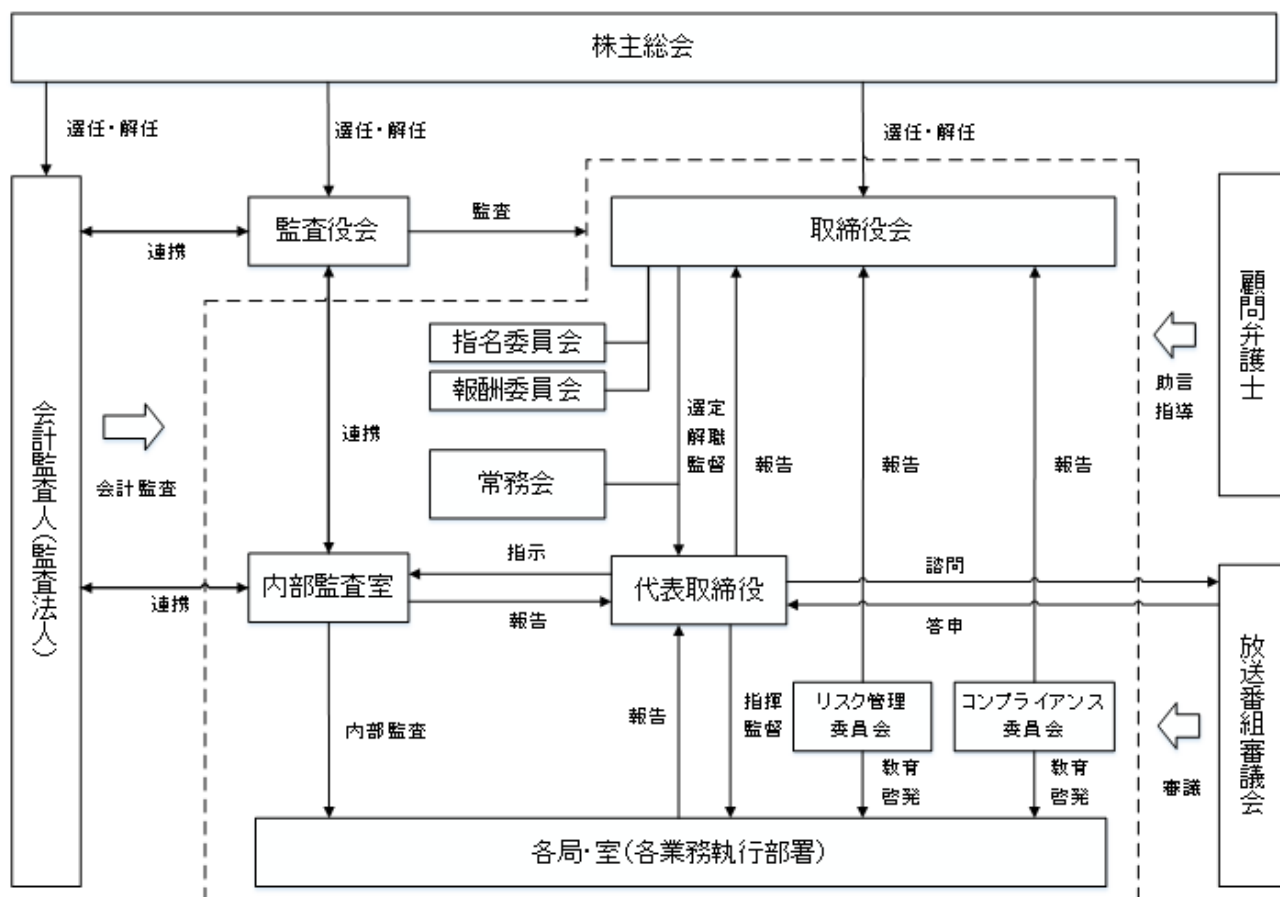 株主総会
選任・解任
選任・解任
選任・解任
監査役会
監査
取締役会
連携
顧問弁護士
指名委員会
報酬委員会
助言
指導
会計監査人(監査法人)
会計監査
連携
選定
解職
監督
報告
報告
報告
常務会
指示
内部監査室
代表取締役
諮問
連携
報告
答申
放送番組審議会
内部監査
報告
指揮
監督
リスク管理
委員会
コンプライアンス
委員会
教育
啓発
教育
啓発
審議
各局・室(各業務執行部署)